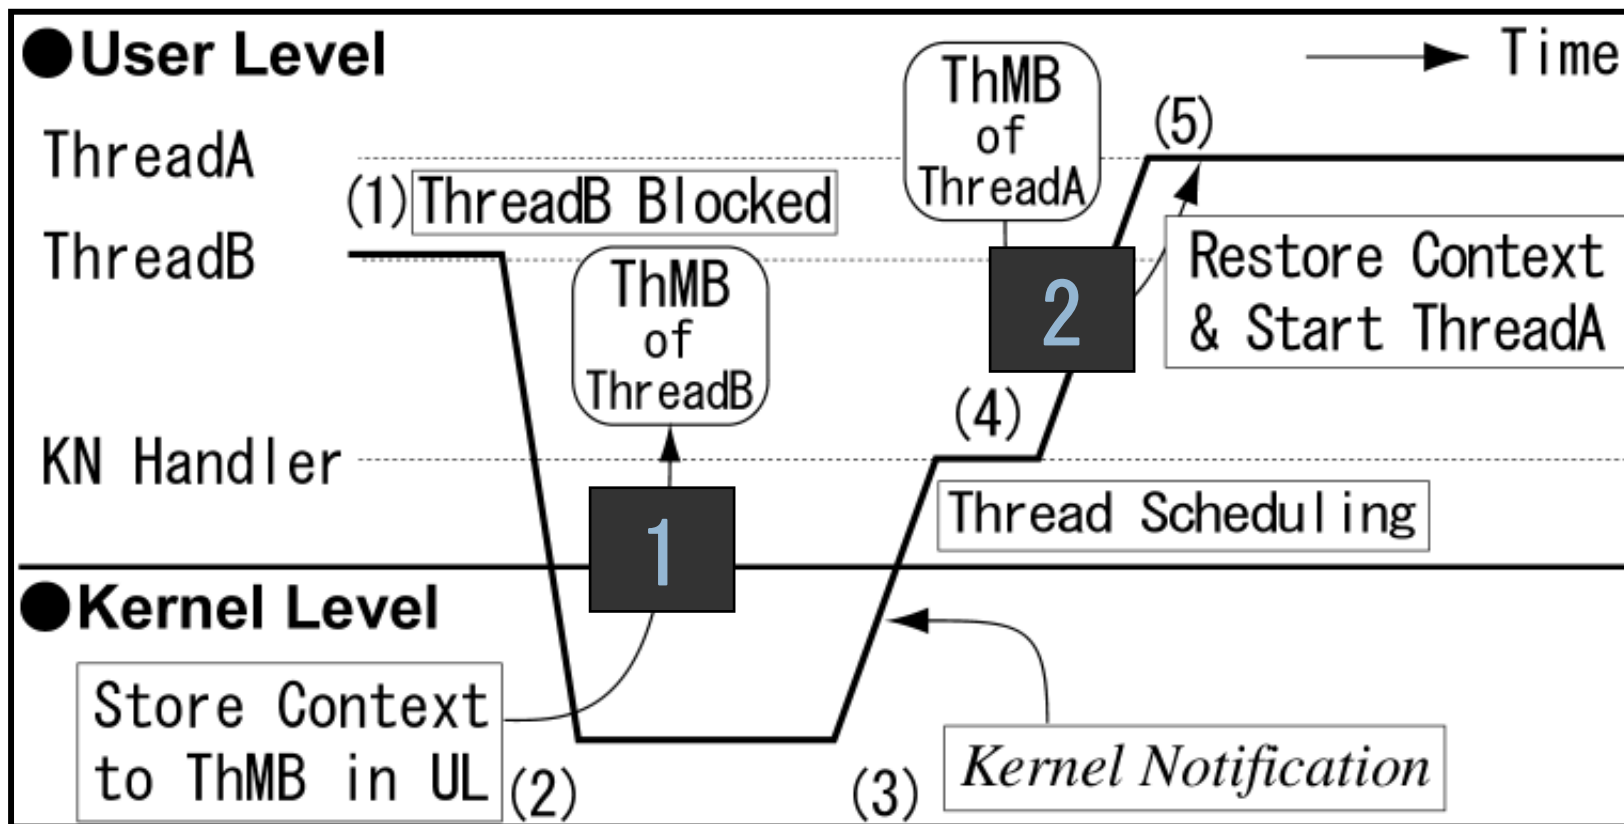 ●User Level
Time
ThreadA
ThreadB
KN Handler
(1)
ThreadB Blocked
ThMB
of
ThreadB
ThMB
of
ThreadA
(5)
Restore Context
& Start ThreadA
2
(4)
Thread Scheduling
1
●Kernel Level
Store Context
to ThMB in UL
(2)
(3)
Kernel Notification